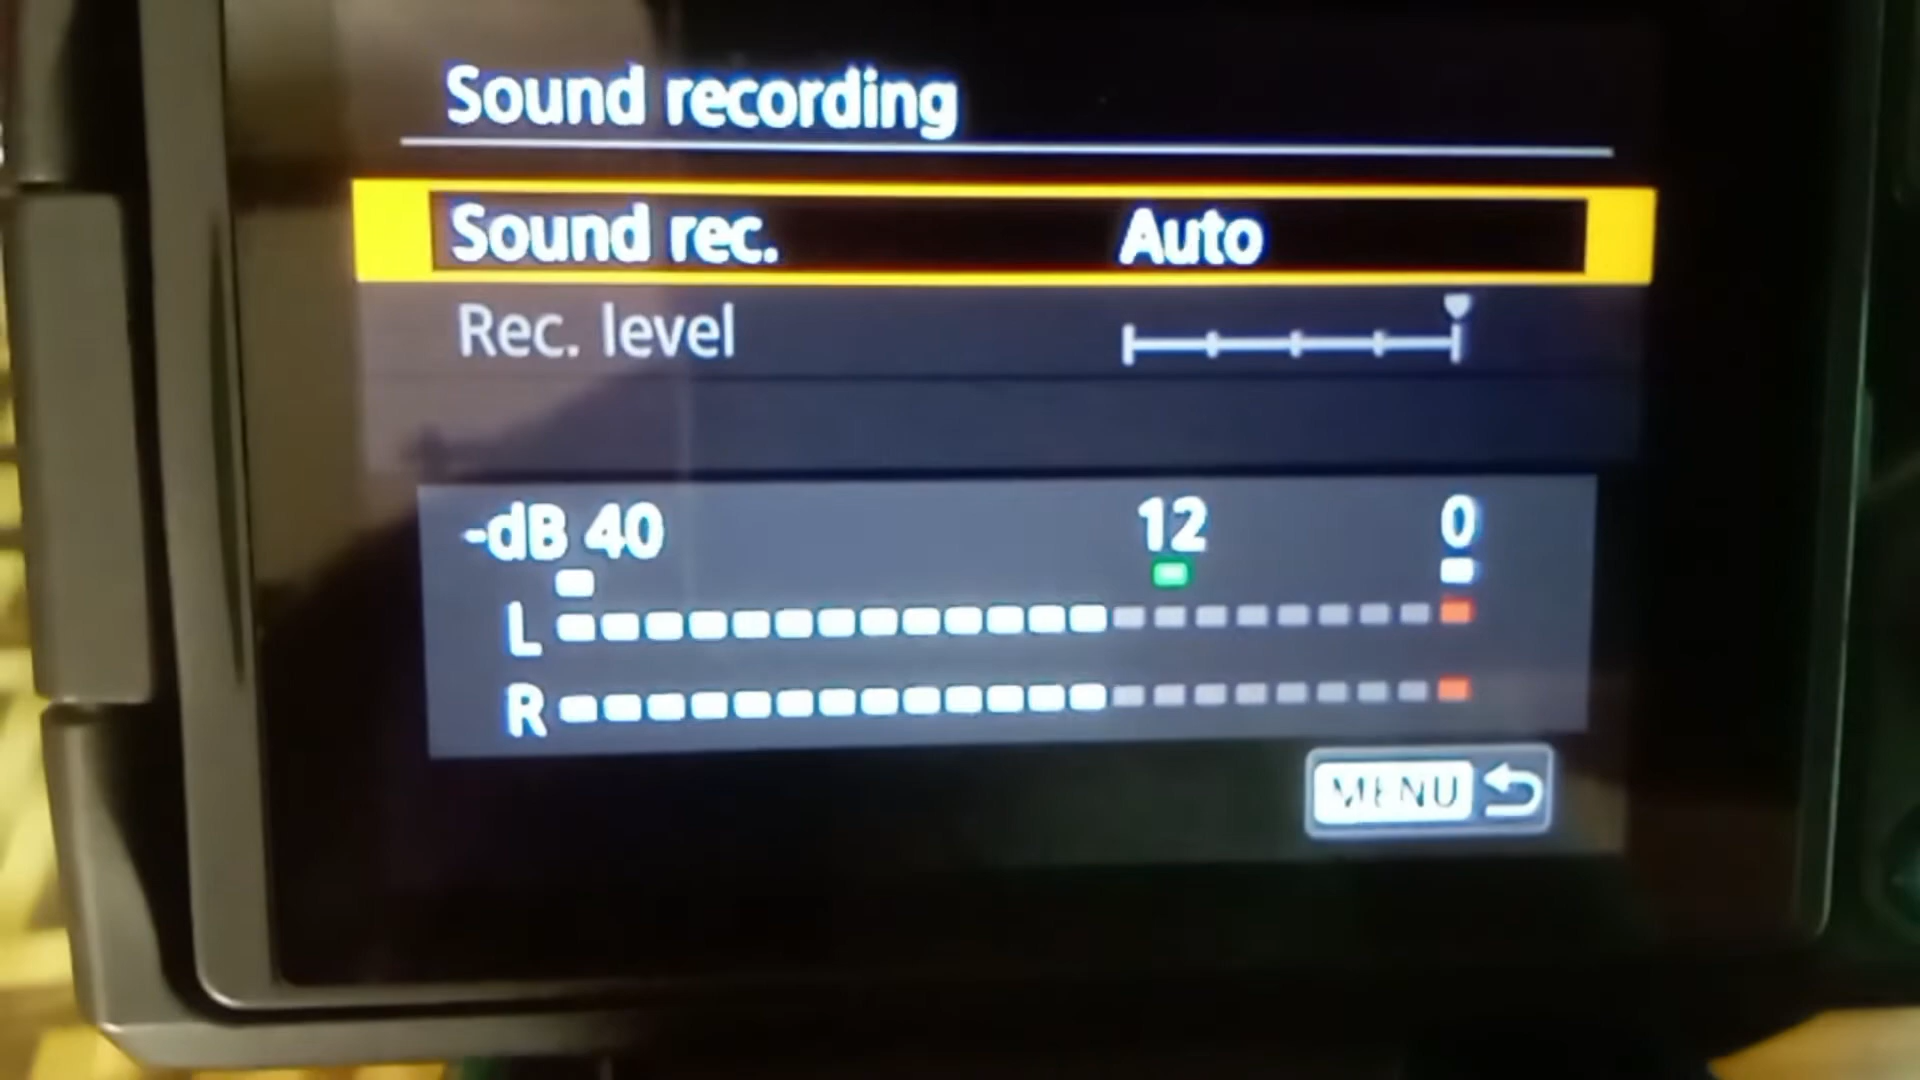 Sound recording
Sound rec. Auto
Rec. level
-dB 40 12 0
L
R
MENU